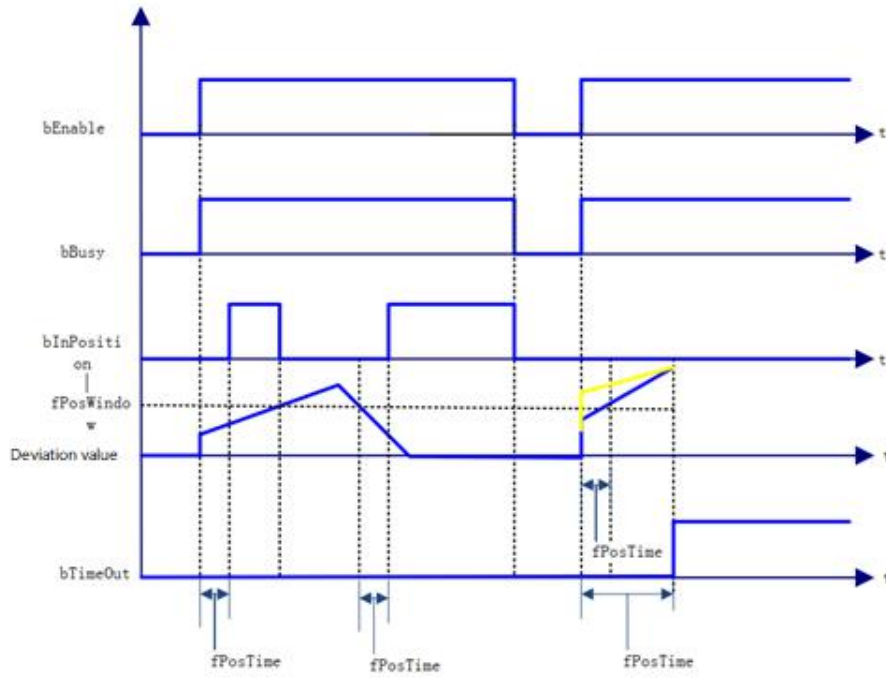 bEnable
t
bBusy
t
bInPositi
on
t
fPosWindo
w
Deviation value
t
fPosTime
bTimeOut
t
fPosTime
fPosTime
fPosTime